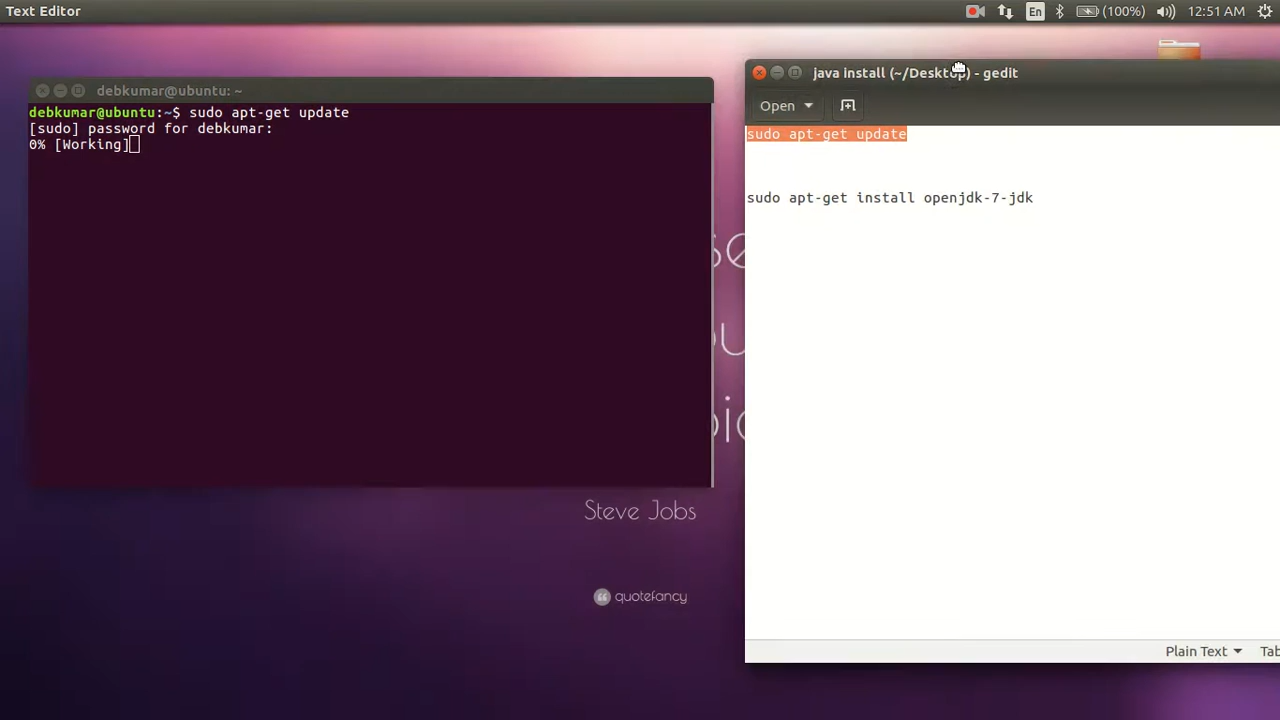 Text Editor
En
(100%)
12:51 AM
debkumar@ubuntu: ~
debkumar@ubuntu:~$ sudo apt-get update
[sudo] password for debkumar:
0% [Working]
java install (~/Desktop) - gedit
Open
sudo apt-get update
sudo apt-get install openjdk-7-jdk
Plain Text
Steve Jobs
quotefancy